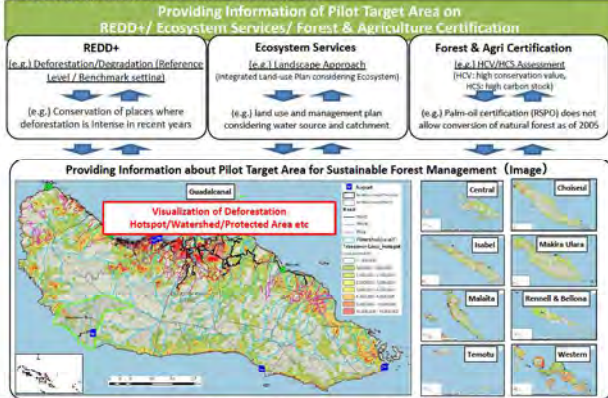 Providing Information of Pilot Target Area on
REDD+/ Ecosystem Services/ Forest & Agriculture Certification
REDD+
(e.g.) Deforestation/Degradation (Reference
Level / Benchmark setting)
(e.g.) Conservation of places where
deforestation is intense in recent years
Ecosystem Services
(e.g.) Landscape Approach
(Integrated Land-use Plan considering Ecosystem)
(e.g.) land use and management plan
considering water source and catchment
Forest & Agri Certification
(e.g.) HCV/HCS Assessment
(HCV: high conservation value,
HCS: high carbon stock)
(e.g.) Palm-oil certification (RSPO) does not
allow conversion of natural forest as of 2005
Providing Information about Pilot Target Area for Sustainable Forest Management (Image)
Guadalcanal
Visualization of Deforestation
Hotspot/Watershed/Protected Area etc
Central
Choiseul
Isabel
Makira Ulara
Malaita
Rennell & Bellona
Temotu
Western